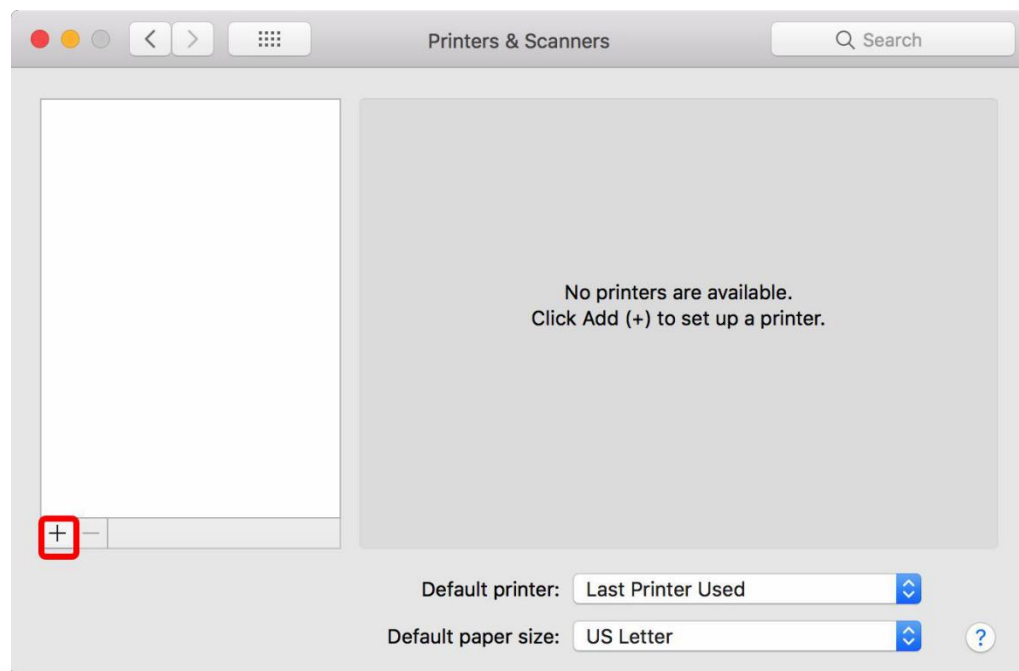 Printers & Scanners
Search
No printers are available.
Click Add (+) to set up a printer.
+ −
Default printer: Last Printer Used
Default paper size: US Letter
?